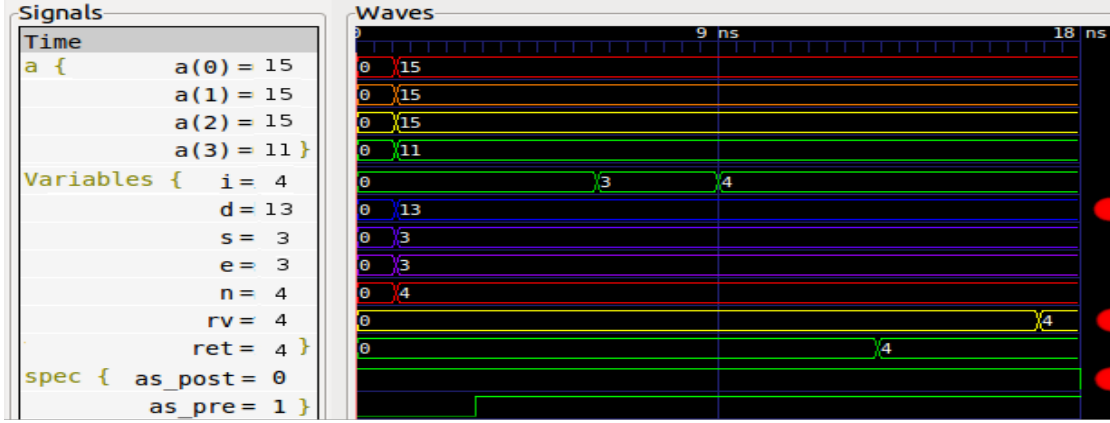 Signals
Waves
Time
0 9 ns 18 ns
a { a(0) = 15 0 15
a(1) = 15 0 15
a(2) = 15 0 15
a(3) = 11 } 0 11
Variables { i = 4 0 3 4
d = 13 0 13
s = 3 0 3
e = 3 0 3
n = 4 0 4
rv = 4 0 4
ret = 4 } 0 4
spec { as_post = 0
as_pre = 1 }